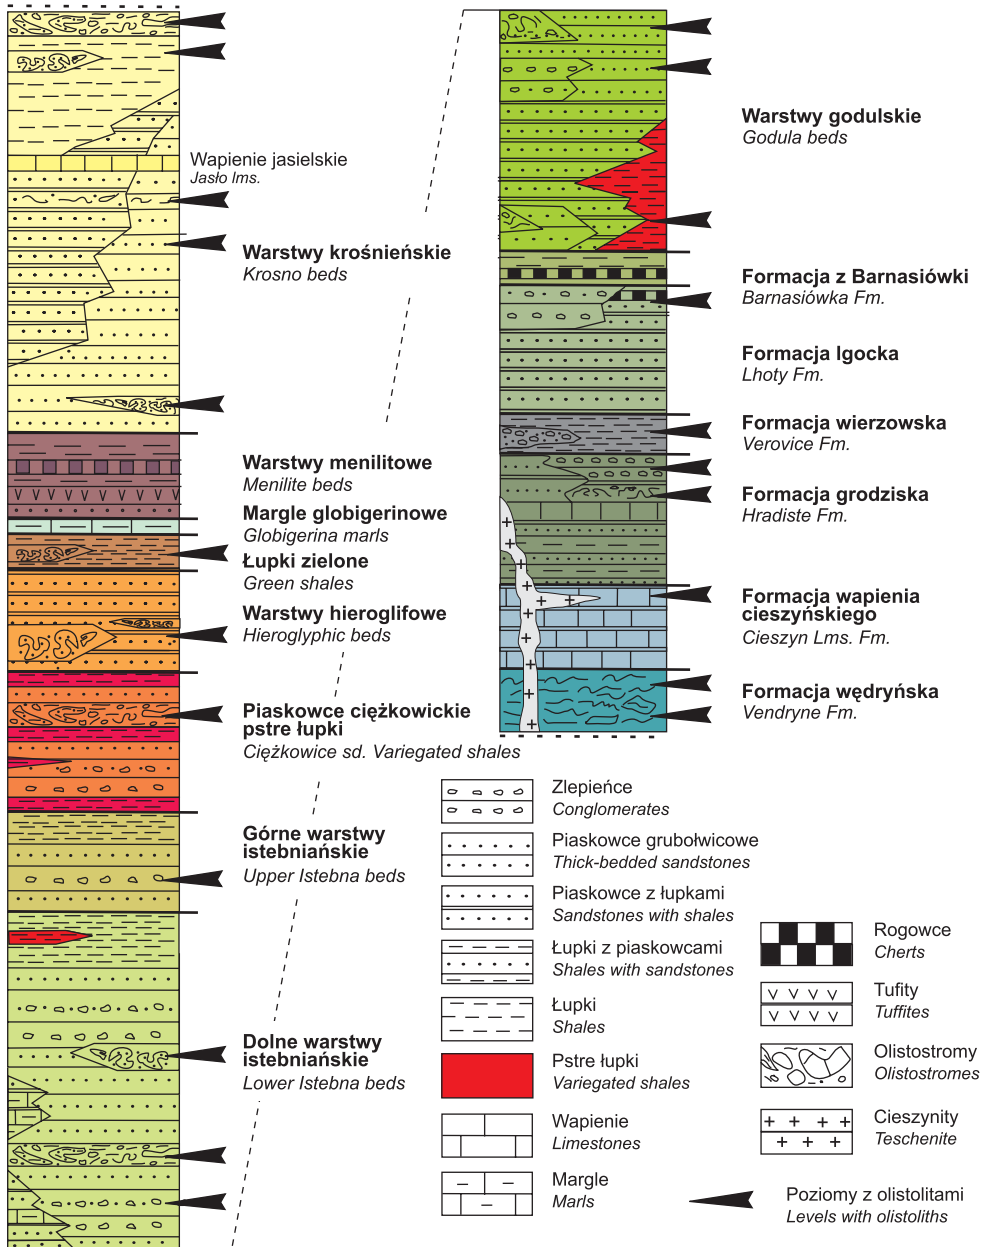 Wapienie jasielskie
Jasło lms.
Warstwy krośnieńskie
Krosno beds
Warstwy menilitowe
Menilite beds
Margle globigerinowe
Globigerina marls
Łupki zielone
Green shales
Warstwy hieroglifowe
Hieroglyphic beds
Piaskowce ciężkowickie
pstre łupki
Ciężkowice sd. Variegated shales
Górne warstwy
istebniańskie
Upper Istebna beds
Dolne warstwy
istebniańskie
Lower Istebna beds
Warstwy godulskie
Godula beds
Formacja z Barnasiówki
Barnasiówka Fm.
Formacja lgocka
Lhoty Fm.
Formacja wierzowska
Verovice Fm.
Formacja grodziska
Hradiste Fm.
Formacja wapienia
cieszyńskiego
Cieszyn Lms. Fm.
Formacja wędryńska
Vendryne Fm.
Zlepieńce
Conglomerates
Piaskowce grubołwicowe
Thick-bedded sandstones
Piaskowce z łupkami
Sandstones with shales
Łupki z piaskowcami
Shales with sandstones
Łupki
Shales
Pstre łupki
Variegated shales
Wapienie
Limestones
Margle
Marls
Rogowce
Cherts
Tufity
Tuffites
Olistostromy
Olistostromes
Cieszynity
Teschenite
Poziomy z olistolitami
Levels with olistoliths